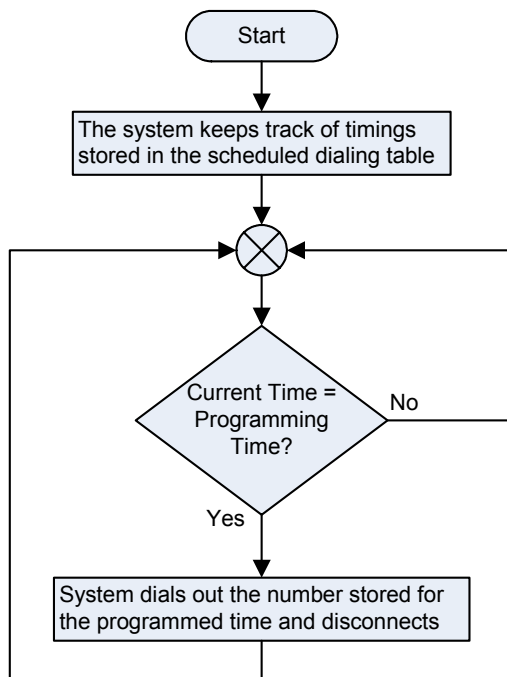 Start
The system keeps track of timings
stored in the scheduled dialing table
Current Time =
Programming
Time?
No
Yes
System dials out the number stored for
the programmed time and disconnects